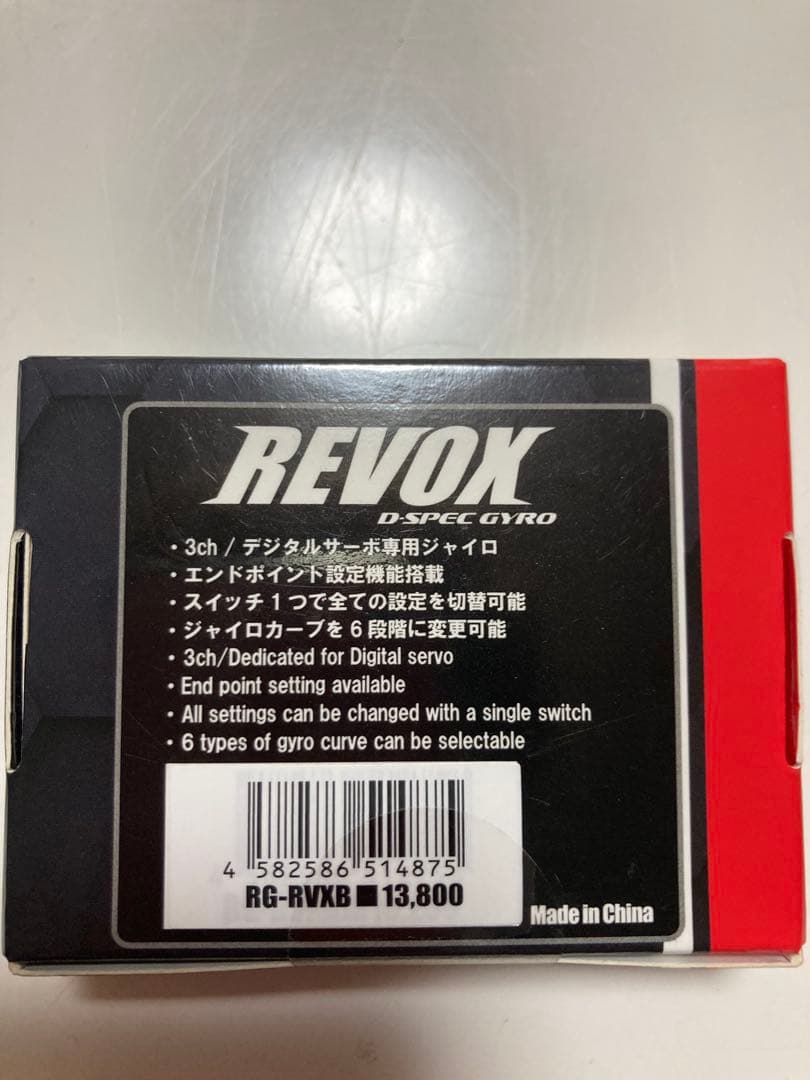 REVOX
D-SPEC GYRO
・3ch / デジタルサーボ専用ジャイロ
・エンドポイント設定機能搭載
・スイッチ1つで全ての設定を切替可能
・ジャイロカーブを6段階に変更可能
・3ch/Dedicated for Digital servo
・End point setting available
・All settings can be changed with a single switch
・6 types of gyro curve can be selectable
4 582586 514875
RG-RVXB■13,800
Made in China